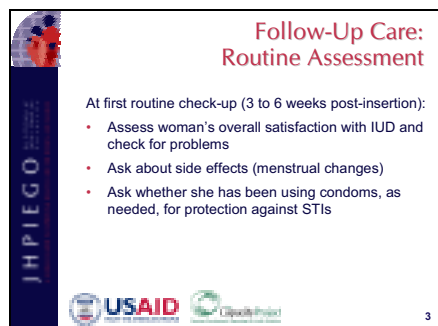 Follow-Up Care:
Routine Assessment
At first routine check-up (3 to 6 weeks post-insertion):
• Assess woman's overall satisfaction with IUD and
check for problems
• Ask about side effects (menstrual changes)
• Ask whether she has been using condoms, as
needed, for protection against STIs
JHPIEGO
USAID
CapacityProject
3